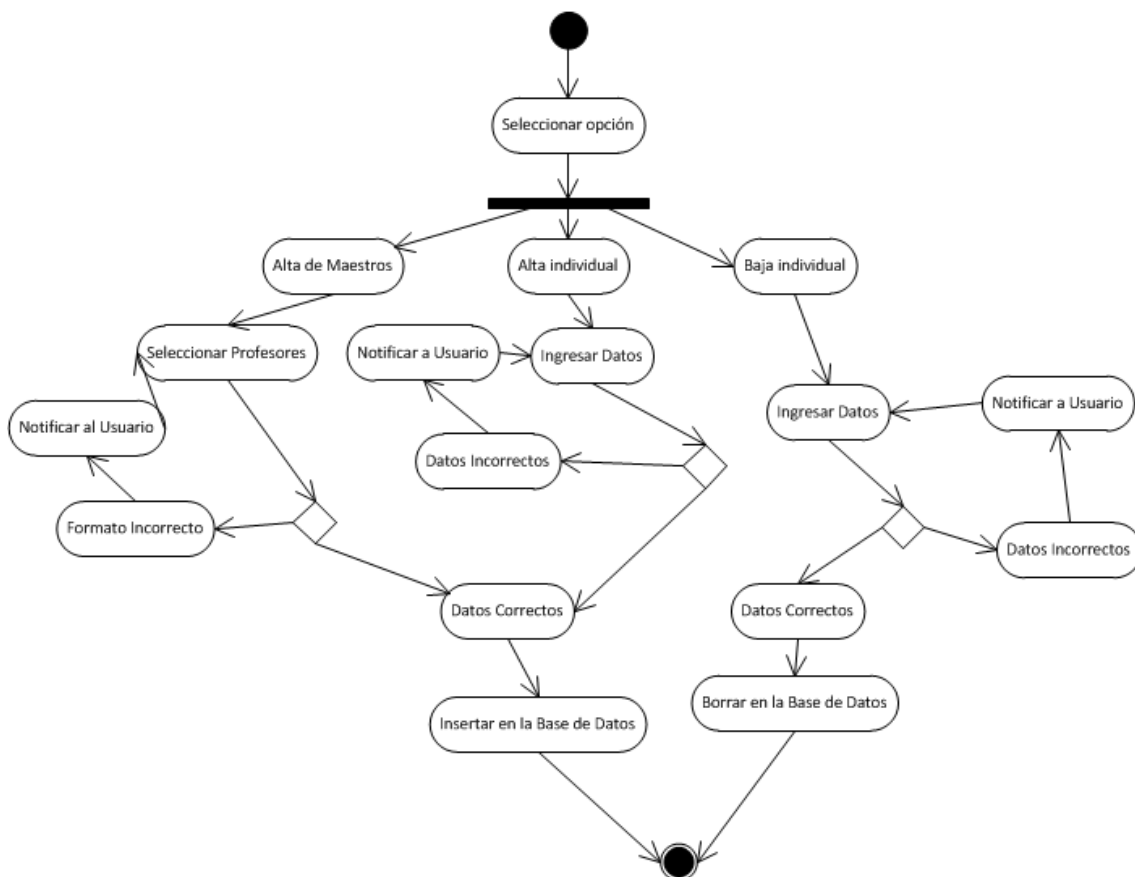 Seleccionar opción
Alta de Maestros
Alta individual
Baja individual
Seleccionar Profesores
Notificar a Usuario
Ingresar Datos
Ingresar Datos
Notificar a Usuario
Notificar al Usuario
Datos Incorrectos
Formato Incorrecto
Datos Incorrectos
Datos Correctos
Datos Correctos
Insertar en la Base de Datos
Borrar en la Base de Datos